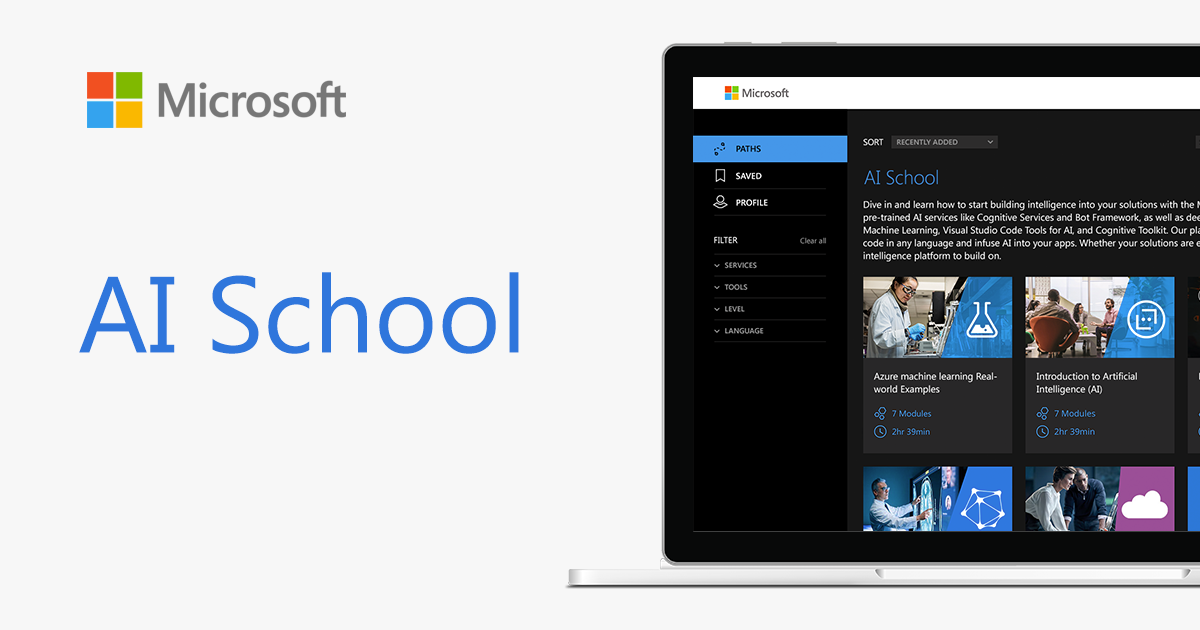 Microsoft
AI School
Microsoft
PATHS
SAVED
PROFILE
FILTER Clear all
SERVICES
TOOLS
LEVEL
LANGUAGE
SORT RECENTLY ADDED
AI School
Dive in and learn how to start building intelligence into your solutions with the
pre-trained AI services like Cognitive Services and Bot Framework, as well as
Machine Learning, Visual Studio Code Tools for AI, and Cognitive Toolkit. Our
code in any language and infuse AI into your apps. Whether your solutions are
intelligence platform to build on.
Azure machine learning Real-
world Examples
7 Modules
2hr 39min
Introduction to Artificial
Intelligence (AI)
7 Modules
2hr 39min